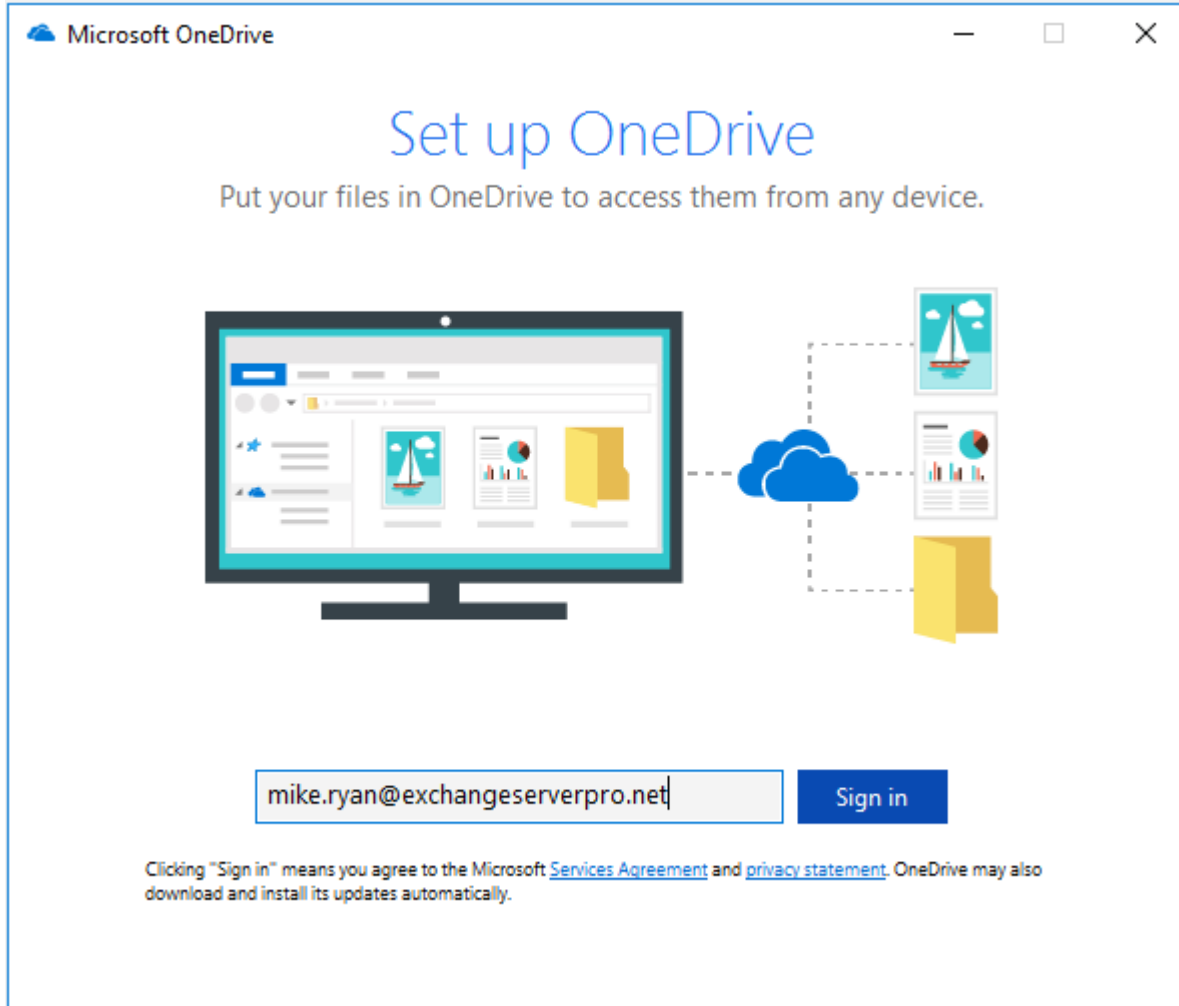 Microsoft OneDrive
Set up OneDrive
Put your files in OneDrive to access them from any device.
mike.ryan@exchangeserverpro.net
Sign in
Clicking "Sign in" means you agree to the Microsoft Services Agreement and privacy statement. OneDrive may also
download and install its updates automatically.